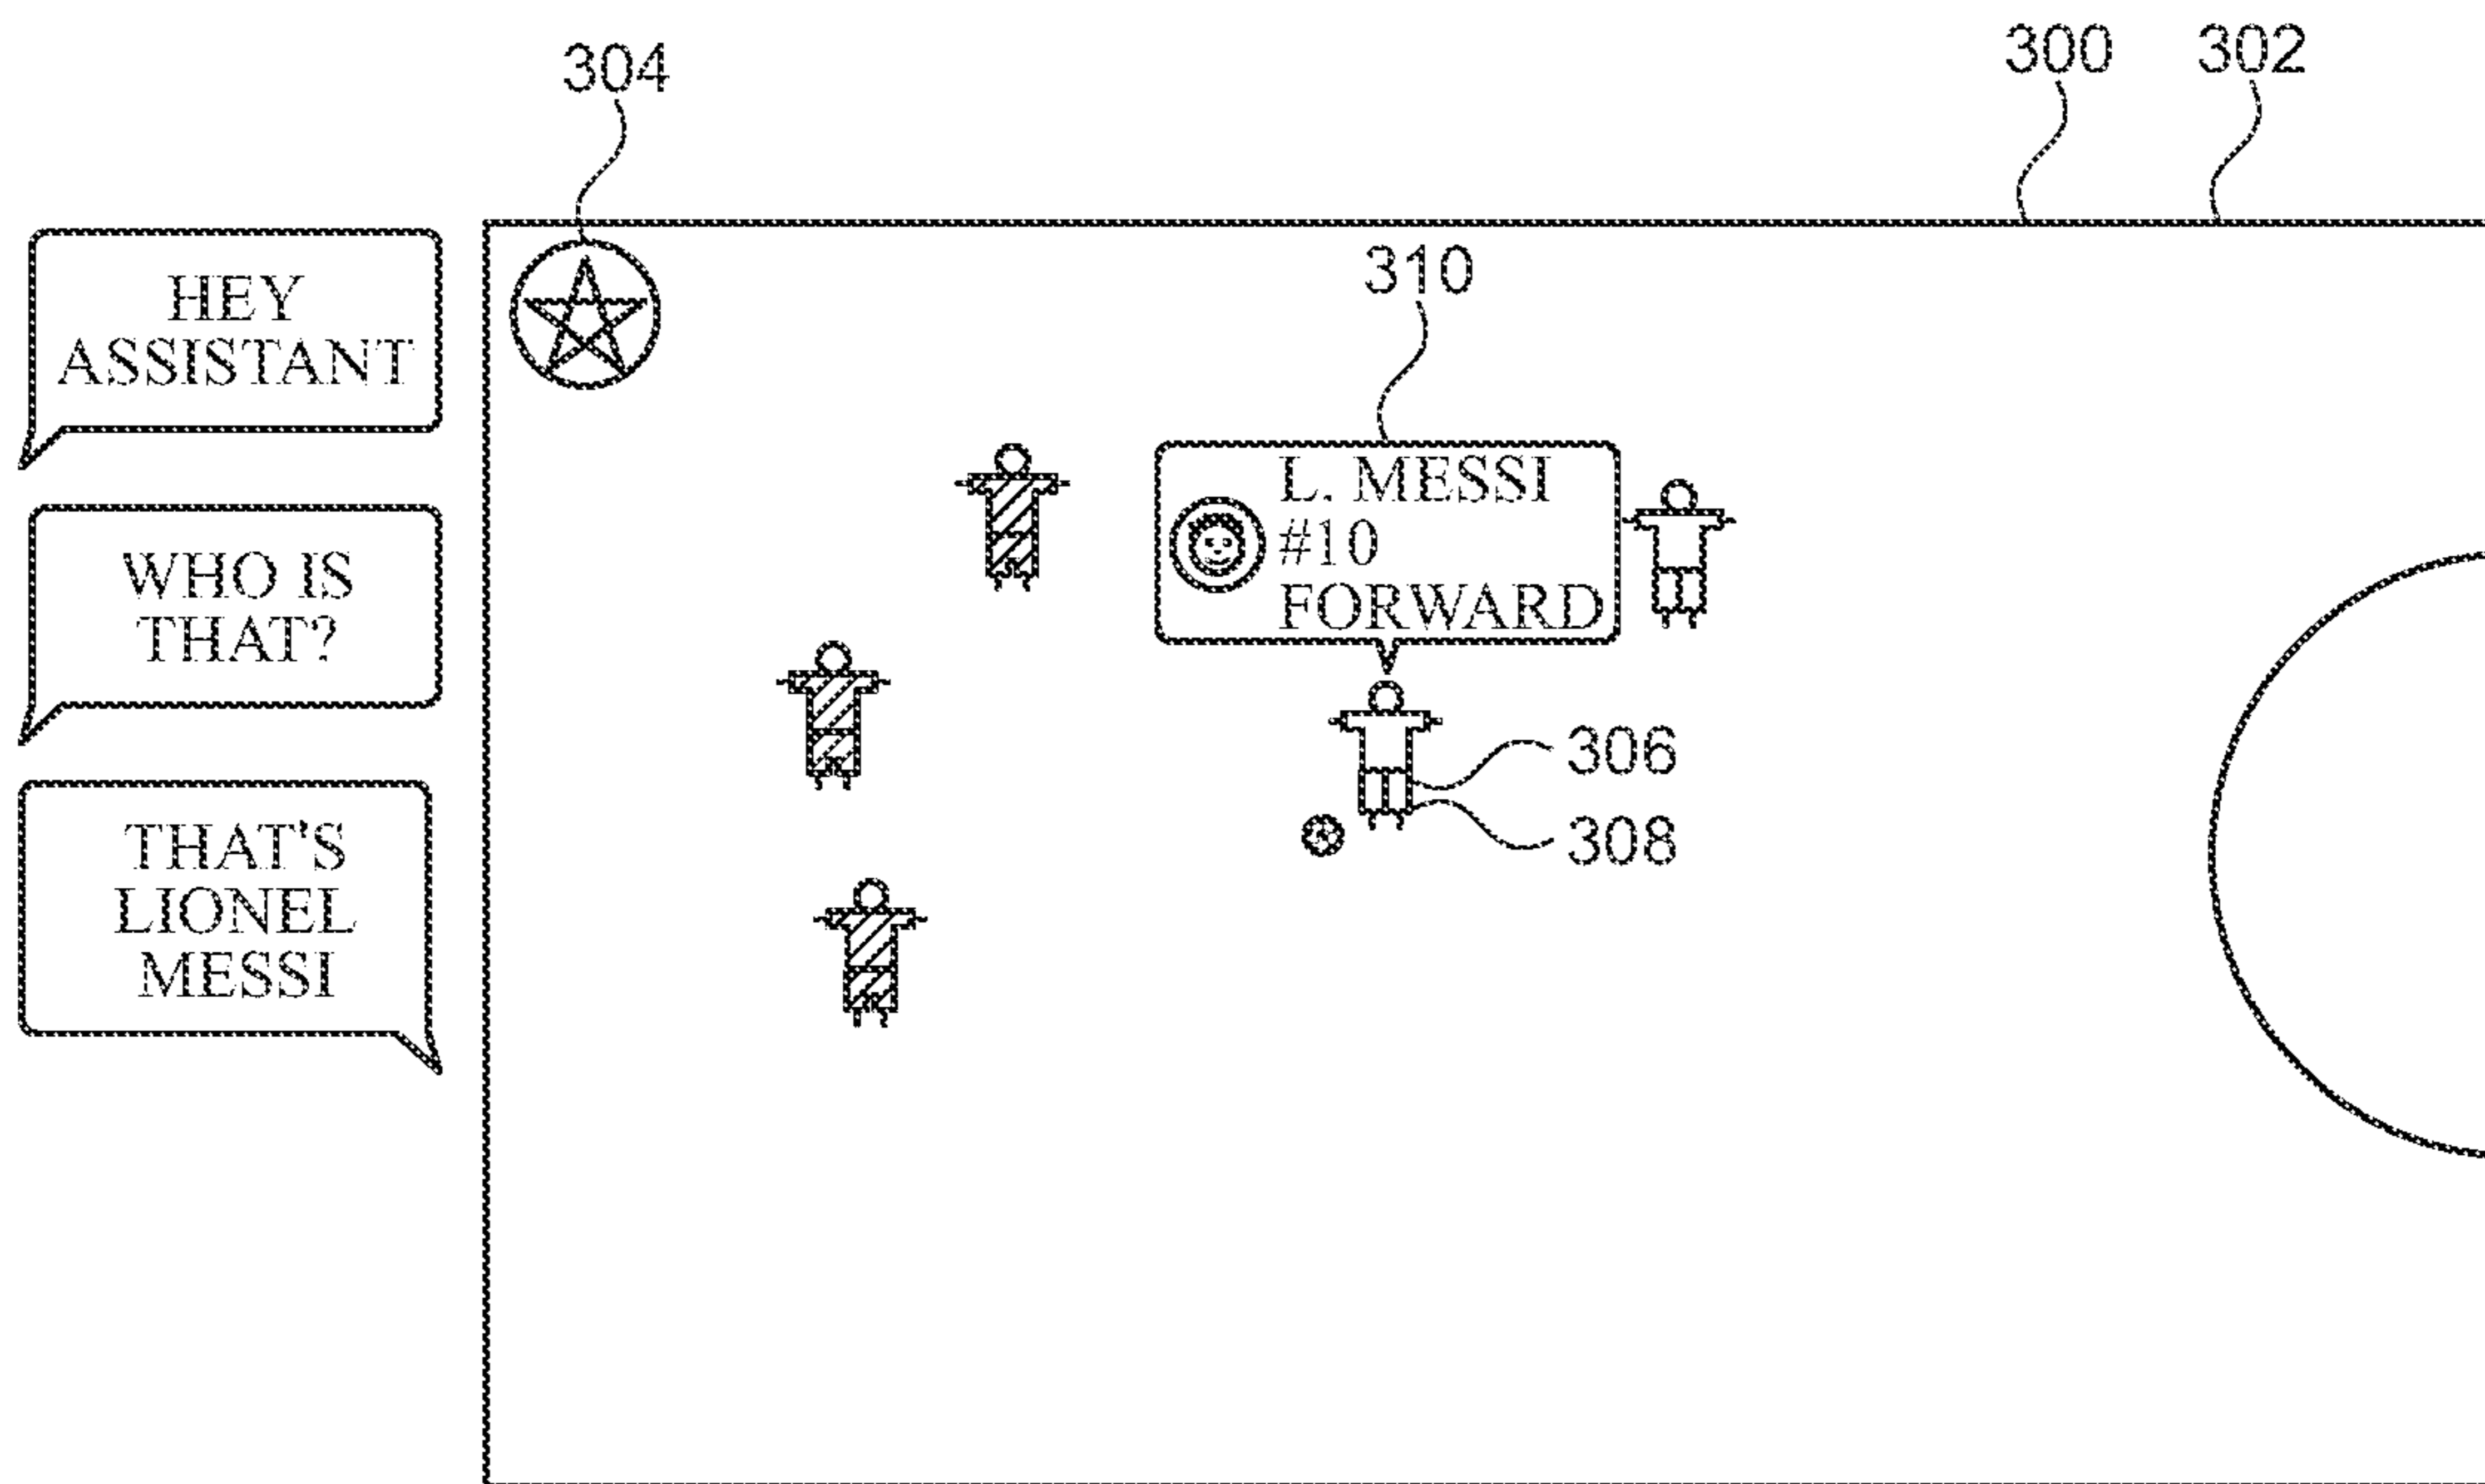 304
300
302
HEY
ASSISTANT
310
L. MESSI
#10
FORWARD
WHO IS
THAT?
306
308
THAT'S
LIONEL
MESSI